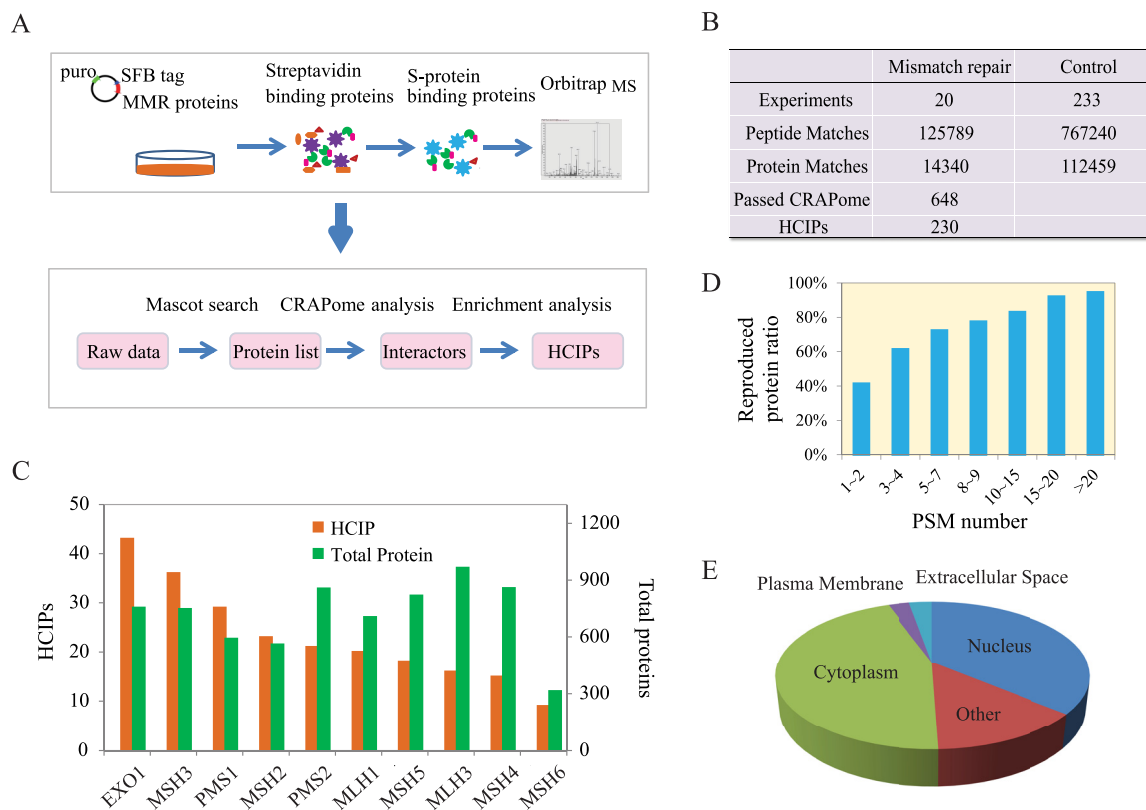 A
puro
SFB tag
MMR proteins
Streptavidin
binding proteins
S-protein
binding proteins
Orbitrap MS
Mascot search
CRAPome analysis
Enrichment analysis
Raw data
Protein list
Interactors
HCIPs
B
Mismatch repair Control
Experiments 20 233
Peptide Matches 125789 767240
Protein Matches 14340 112459
Passed CRAPome 648
HCIPs 230
C
HCIPs
50
40
30
20
10
0
HCIP
Total Protein
1200
900
600
300
0
Total proteins
EXO1
MSH3
PMS1
MSH2
PMS2
MLH1
MSH5
MLH3
MSH4
MSH6
D
Reproduced
protein ratio
100%
80%
60%
40%
20%
0%
1~2
3~4
5~7
8~9
10~15
15~20
>20
PSM number
E
Plasma Membrane
Extracellular Space
Nucleus
Cytoplasm
Other